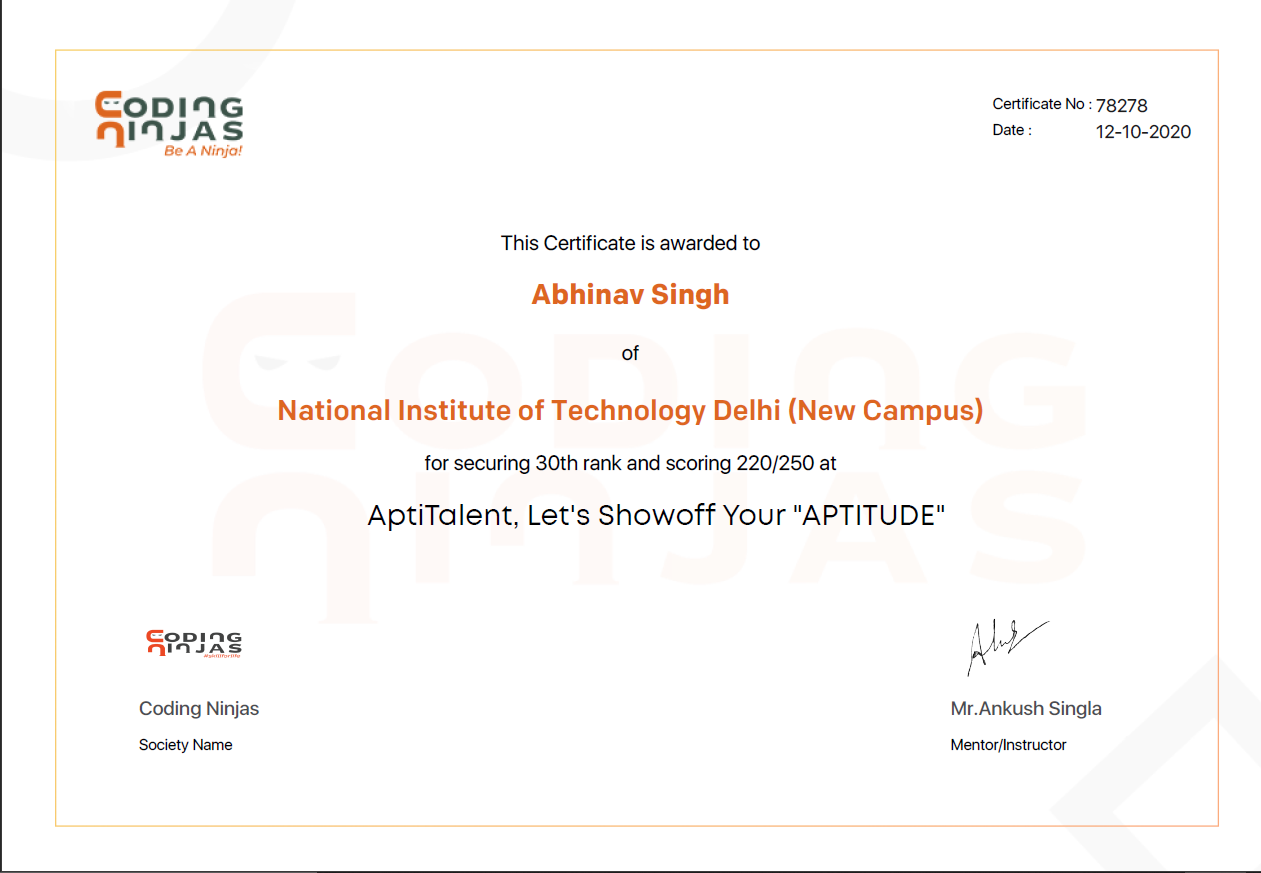 CODING
NINJAS
Be A Ninja!
Certificate No : 78278
Date : 12-10-2020
This Certificate is awarded to
Abhinav Singh
of
National Institute of Technology Delhi (New Campus)
for securing 30th rank and scoring 220/250 at
AptiTalent, Let's Showoff Your "APTITUDE"
CODING
NINJAS
CODING
NINJAS
Coding Ninjas
Society Name
Mr.Ankush Singla
Mentor/Instructor